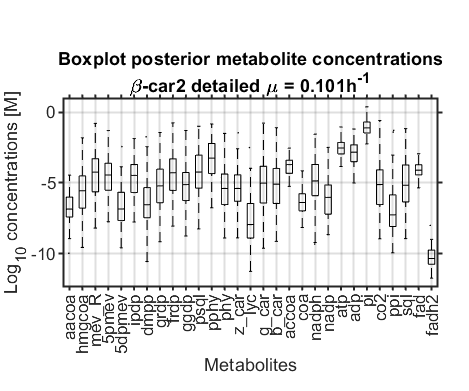 Boxplot posterior metabolite concentrations
β-car2 detailed μ = 0.101h⁻¹
Log₁₀ concentrations [M]
0
-5
-10
aacoa
hmgcoa
mev_R
5pmev
5dpmev
ipdp
dmpp
grdp
frdp
ggdp
psql
pphy
phy
z_car
lyc
g_car
b_car
accoa
coa
nadph
nadp
atp
adp
pi
co2
ppi
sql
fad
fadh2
Metabolites